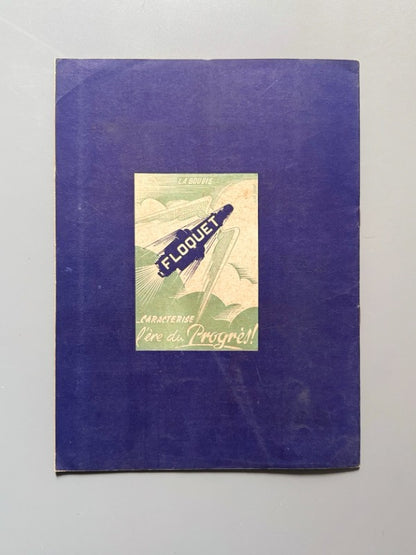 LA BOUGIE
FLOQUET
CARACTERISE
l'ère du Progrès!